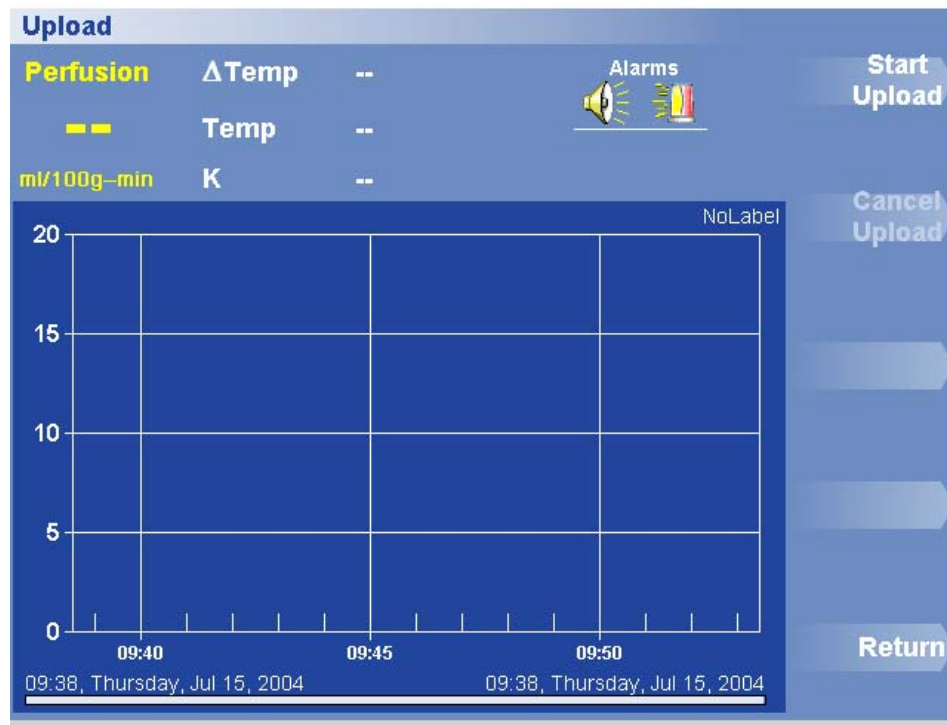 Upload
Perfusion
ΔTemp --
Alarms
--
Temp --
ml/100g–min
K --
NoLabel
20
15
10
5
0
09:40 09:45 09:50
09:38, Thursday, Jul 15, 2004 09:38, Thursday, Jul 15, 2004
Start
Upload
Cancel
Upload
Return